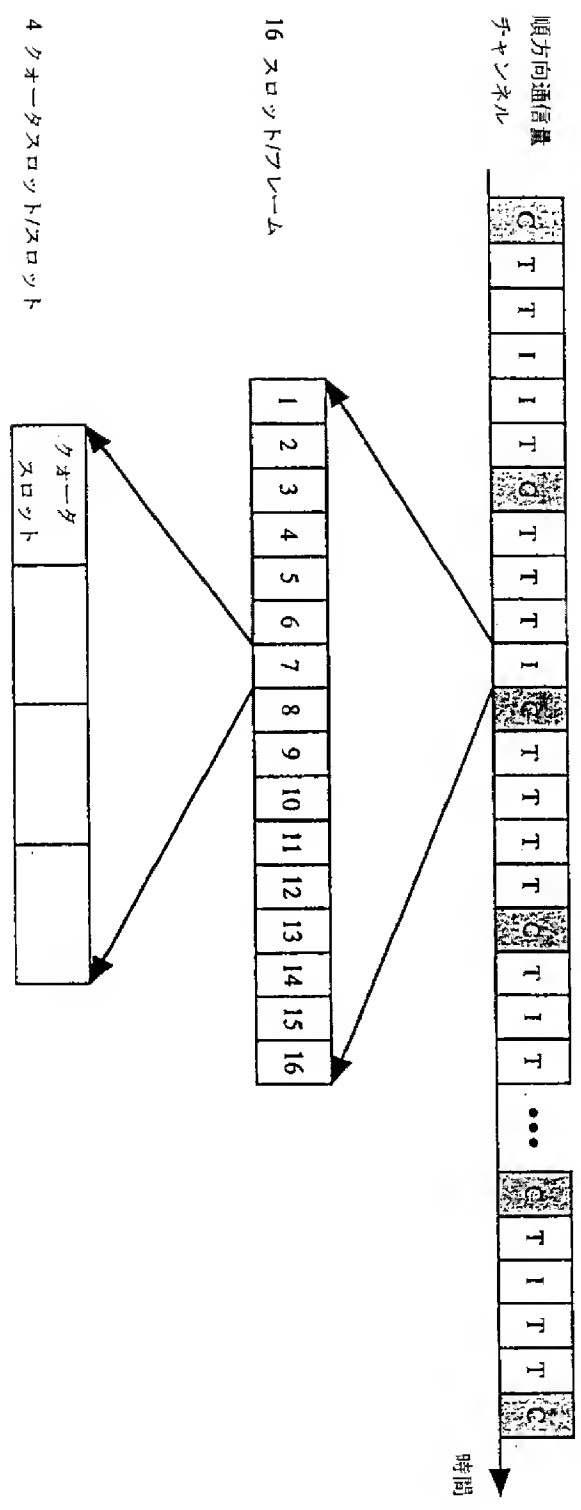 順方向通信量
チャンネル
C T T I I T C T T T I C T T T T C T I T ••• C T I T T C
時間
16 スロット/フレーム
1 2 3 4 5 6 7 8 9 10 11 12 13 14 15 16
4 クォータスロット/スロット
クォータ
スロット